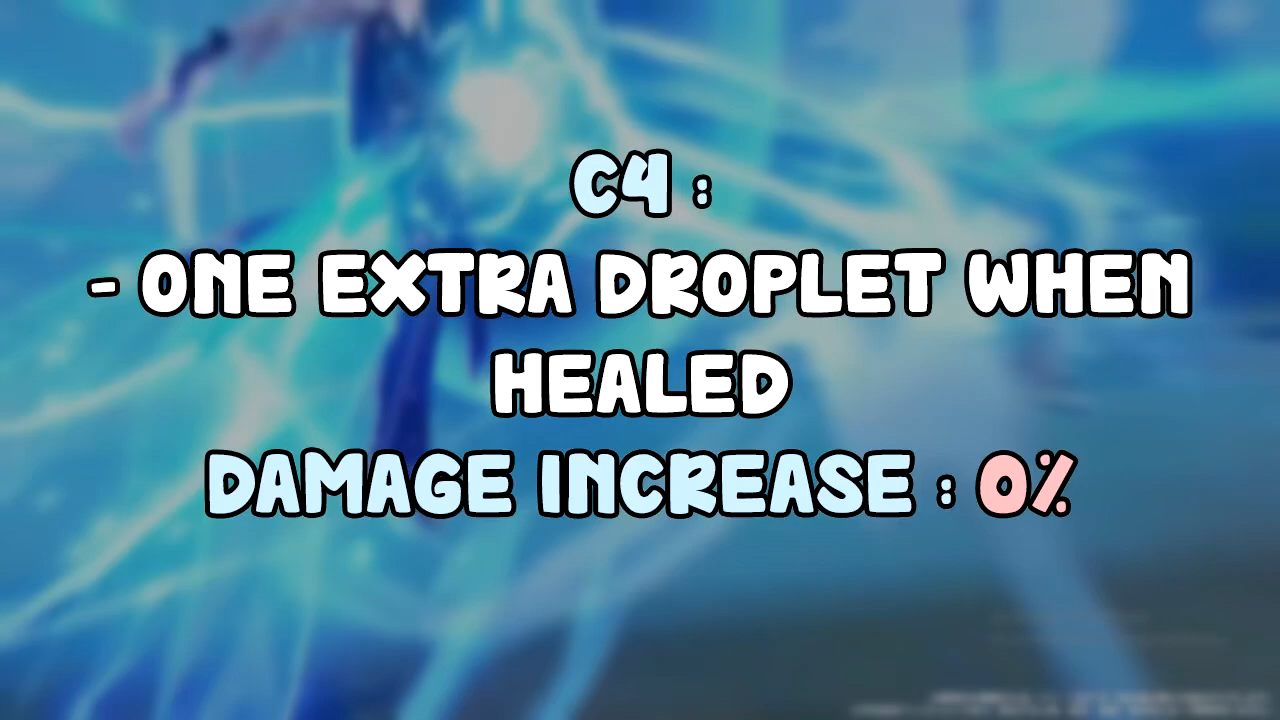 C4 :
- ONE EXTRA DROPLET WHEN
HEALED
DAMAGE INCREASE : 0%